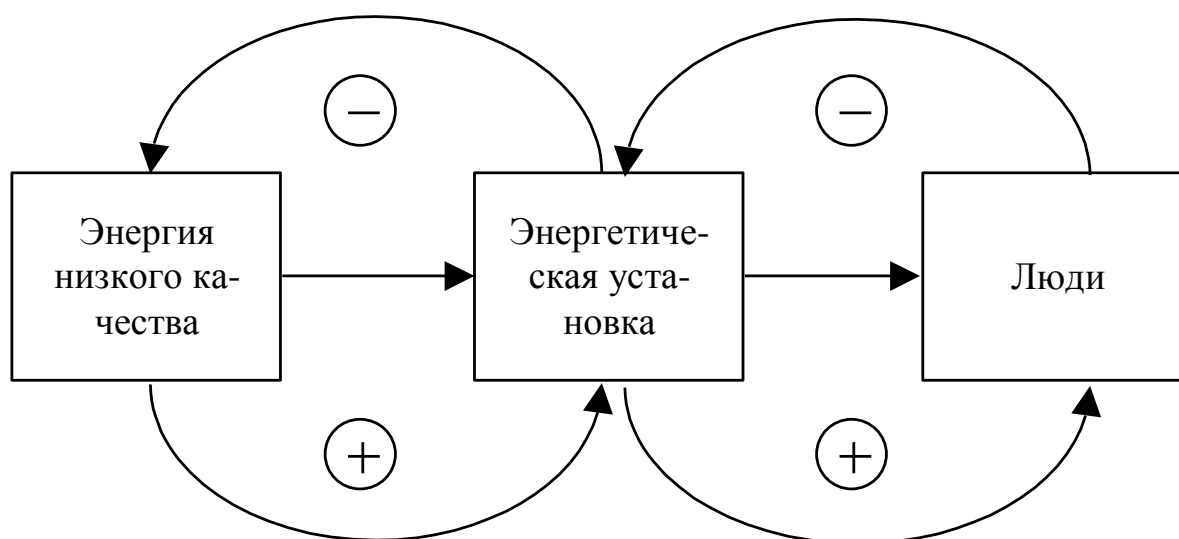 −
−
Энергия
низкого ка-
чества
Энергетиче-
ская уста-
новка
Люди
+
+